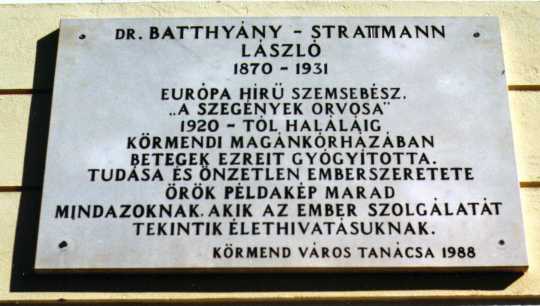 DR. BATTHYÁNY - STRATTMANN
LÁSZLÓ
1870 - 1931
EURÓPA HÍRŰ SZEMSEBÉSZ.
„A SZEGÉNYEK ORVOSA"
1920 - TÓL HALÁLÁIG
KÖRMENDI MAGÁNKÓRHÁZÁBAN
BETEGEK EZREIT GYÓGYÍTOTTA.
TUDÁSA ÉS ÖNZETLEN EMBERSZERETETE
ÖRÖK PÉLDAKÉP MARAD
MINDAZOKNAK, AKIK AZ EMBER SZOLGÁLATÁT
TEKINTIK ÉLETHIVATÁSUKNAK.
KÖRMEND VÁROS TANÁCSA 1988